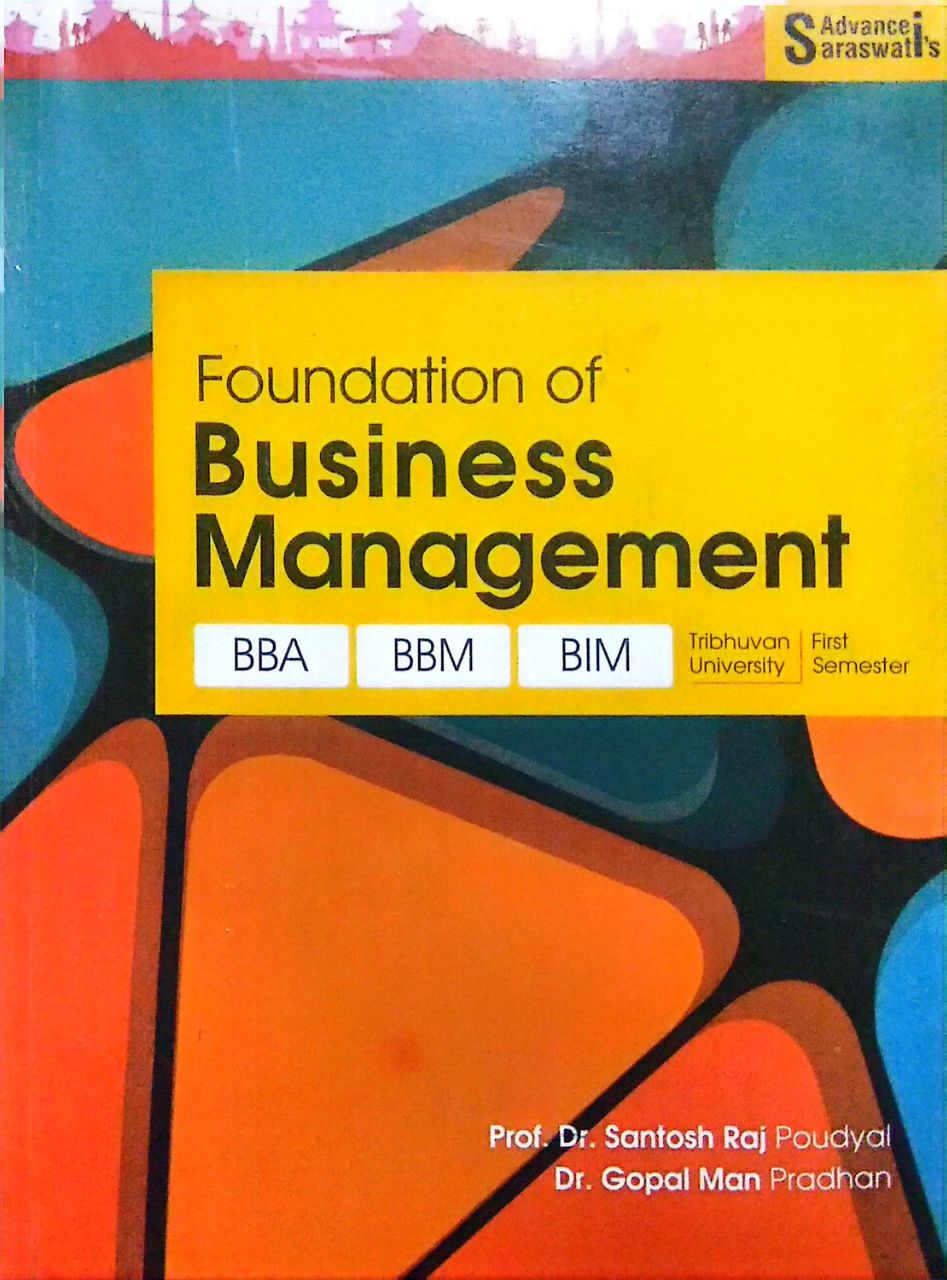 Advance
Saraswati's
Foundation of
Business
Management
BBA
BBM
BIM
Tribhuvan
University
First
Semester
Prof. Dr. Santosh Raj Poudyal
Dr. Gopal Man Pradhan